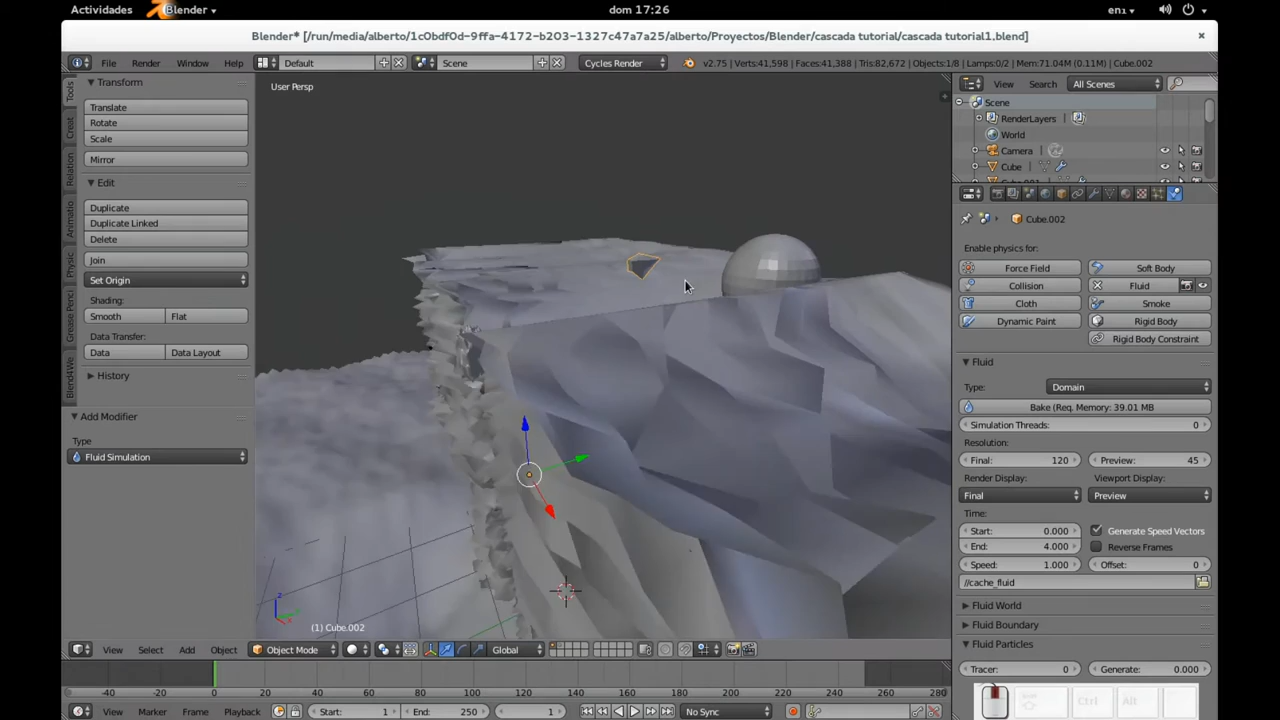 Actividades Blender dom 17:26 en1
Blender* [/run/media/alberto/1c0bdf0d-9ffa-4172-b203-1327c47a7a25/alberto/Proyectos/Blender/cascada tutorial/cascada tutorial1.blend]
File Render Window Help Default Scene Cycles Render v2.75 | Verts:41,598 | Faces:41,388 | Tris:82,672 | Objects:1/8 | Lamps:0/2 | Mem:71.04M (0.11M) | Cube.002
Transform
Translate
Rotate
Scale
Mirror
Edit
Duplicate
Duplicate Linked
Delete
Join
Set Origin
Shading:
Smooth Flat
Data Transfer:
Data Data Layout
History
Add Modifier
Type
Fluid Simulation
Tools
Creat
Relation
Animatio
Physic
Grease Penci
Blend4We
User Persp
(1) Cube.002
View Search All Scenes
Scene
RenderLayers
World
Camera
Cube
Cube.002
Enable physics for:
Force Field Soft Body
Collision Fluid
Cloth Smoke
Dynamic Paint Rigid Body
Rigid Body Constraint
Fluid
Type: Domain
Bake (Req. Memory: 39.01 MB
Simulation Threads: 0
Resolution:
Final: 120 Preview: 45
Render Display: Viewport Display:
Final Preview
Time:
Start: 0.000 Generate Speed Vectors
End: 4.000 Reverse Frames
Speed: 1.000 Offset: 0
//cache_fluid
Fluid World
Fluid Boundary
Fluid Particles
Tracer: 0 Generate: 0.000
Ctrl Alt
View Select Add Object Object Mode Global
-40 -20 0 20 40 60 80 100 120 140 160 180 200 220 240 260 280
View Marker Frame Playback Start: 1 End: 250 1 No Sync